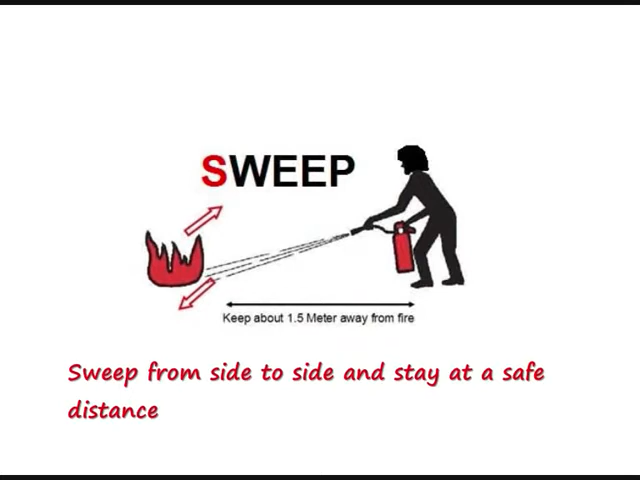 SWEEP
Keep about 1.5 Meter away from fire
Sweep from side to side and stay at a safe
distance